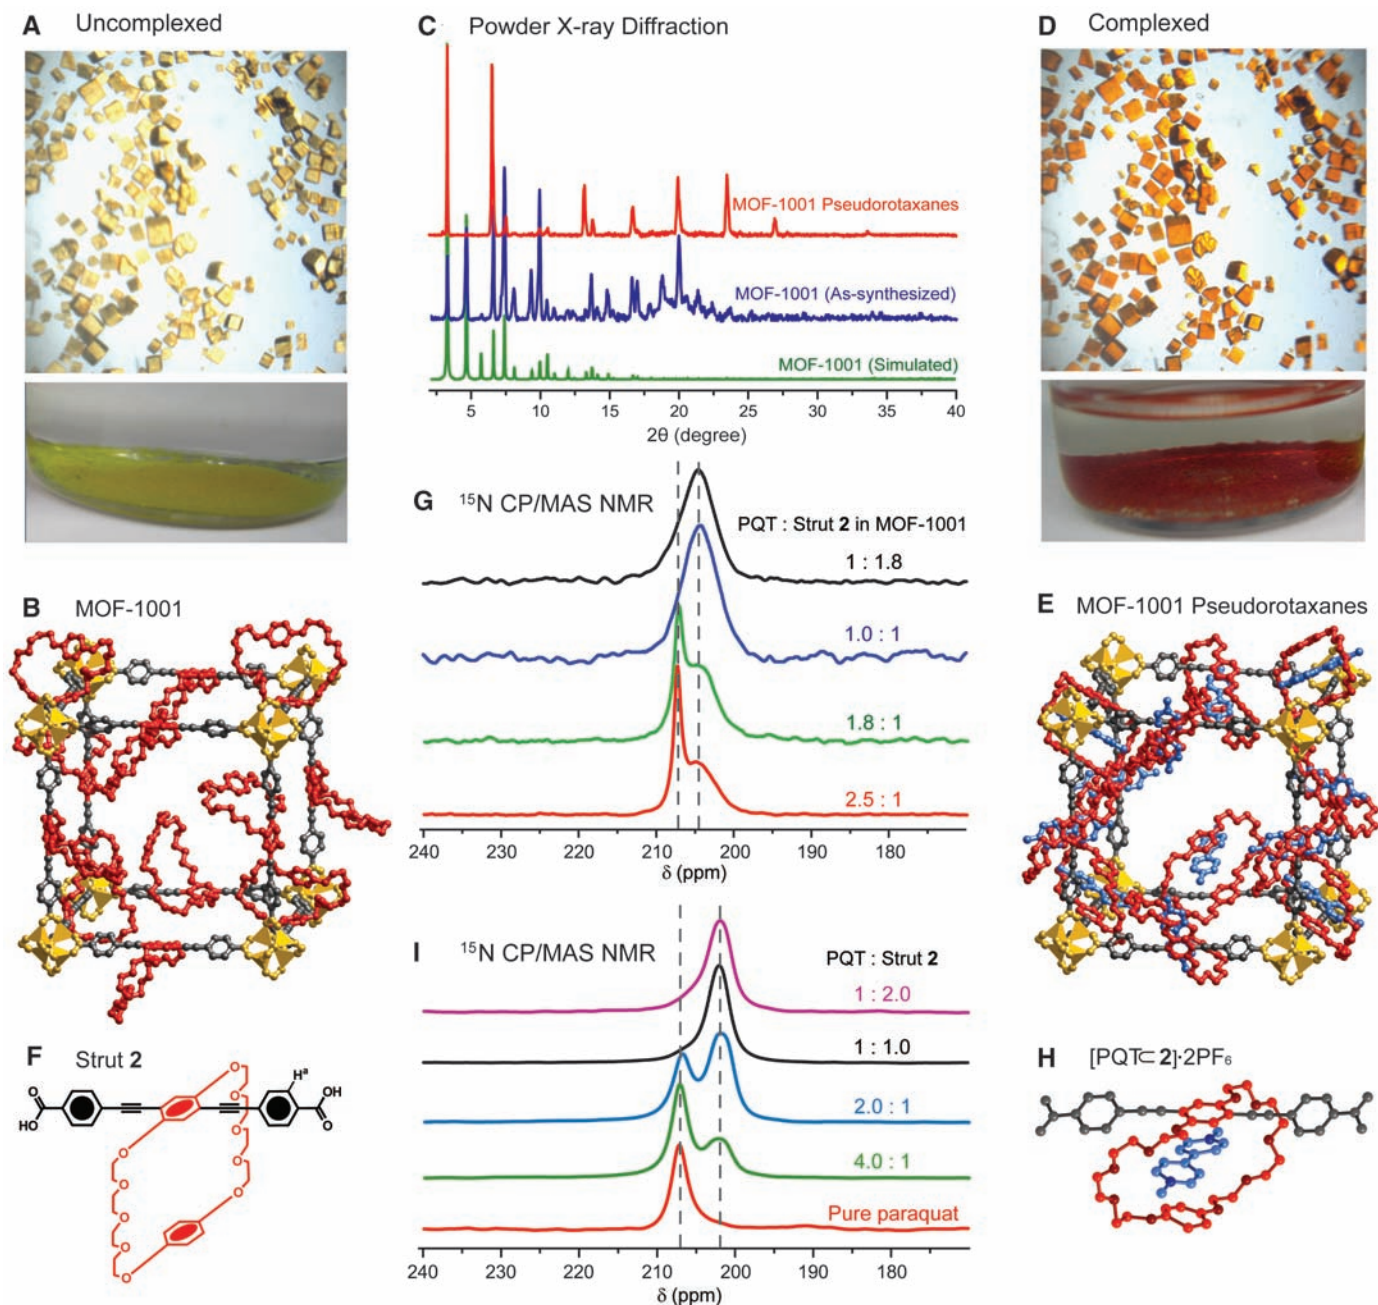 A Uncomplexed
C Powder X-ray Diffraction
D Complexed
MOF-1001 Pseudorotaxanes
MOF-1001 (As-synthesized)
MOF-1001 (Simulated)
5 10 15 20 25 30 35 40
2θ (degree)
B MOF-1001
G ¹⁵N CP/MAS NMR
PQT : Strut 2 in MOF-1001
1 : 1.8
1.0 : 1
1.8 : 1
2.5 : 1
240 230 220 210 200 190 180
δ (ppm)
E MOF-1001 Pseudorotaxanes
I ¹⁵N CP/MAS NMR
PQT : Strut 2
1 : 2.0
1 : 1.0
2.0 : 1
4.0 : 1
Pure paraquat
240 230 220 210 200 190 180
δ (ppm)
F Strut 2
O
HO
O
O
O
O
Hᵃ
OH
O
O
O
O
O
O
O
H [PQT⊂2]·2PF₆